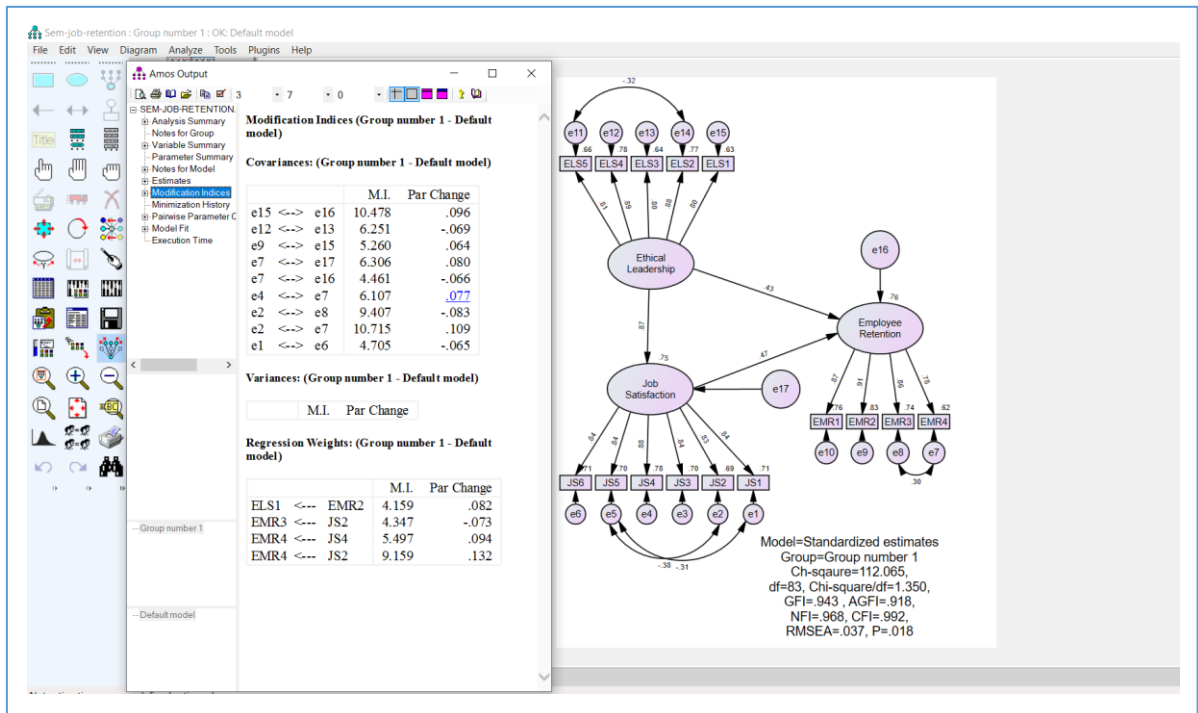 Sem-job-retention : Group number 1 : OK: Default model
File Edit View Diagram Analyze Tools Plugins Help
Title
Amos Output
3 7 0
SEM-JOB-RETENTION.
Analysis Summary
Notes for Group
Variable Summary
Parameter Summary
Notes for Model
Estimates
Modification Indices
Minimization History
Pairwise Parameter C
Model Fit
Execution Time
Modification Indices (Group number 1 - Default
model)
Covariances: (Group number 1 - Default model)
M.I. Par Change
e15 <--> e16 10.478 .096
e12 <--> e13 6.251 -.069
e9 <--> e15 5.260 .064
e7 <--> e17 6.306 .080
e7 <--> e16 4.461 -.066
e4 <--> e7 6.107 .077
e2 <--> e8 9.407 -.083
e2 <--> e7 10.715 .109
e1 <--> e6 4.705 -.065
Variances: (Group number 1 - Default model)
M.I. Par Change
Regression Weights: (Group number 1 - Default
model)
M.I. Par Change
ELS1 <--- EMR2 4.159 .082
EMR3 <--- JS2 4.347 -.073
EMR4 <--- JS4 5.497 .094
EMR4 <--- JS2 9.159 .132
Group number 1
Default model
-.32
e11 e12 e13 e14 e15
.66 .78 .64 .77 .63
ELS5 ELS4 ELS3 ELS2 ELS1
.81 .89 .80 .88 .80
Ethical
Leadership
e16
.43
.76
.87
Employee
Retention
.47
.75
Job
Satisfaction
e17
.87 .91 .86 .78
.76 .83 .74 .62
EMR1 EMR2 EMR3 EMR4
e10 e9 e8 e7
.30
.84 .84 .88 .84 .83 .84
.71 .70 .78 .70 .69 .71
JS6 JS5 JS4 JS3 JS2 JS1
e6 e5 e4 e3 e2 e1
-.38 -.31
Model=Standardized estimates
Group=Group number 1
Ch-sqaure=112.065,
df=83, Chi-square/df=1.350,
GFI=.943 , AGFI=.918,
NFI=.968, CFI=.992,
RMSEA=.037, P=.018